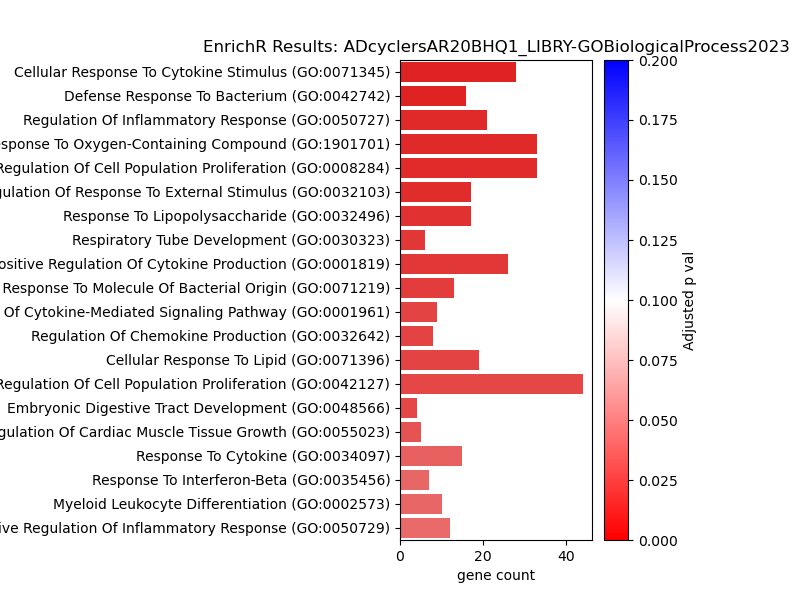 EnrichR Results: ADcyclersAR20BHQ1_LIBRY-GOBiologicalProcess2023
Cellular Response To Cytokine Stimulus (GO:0071345)
Defense Response To Bacterium (GO:0042742)
Regulation Of Inflammatory Response (GO:0050727)
To Oxygen-Containing Compound (GO:1901701)
Regulation Of Cell Population Proliferation (GO:0008284)
Of Response To External Stimulus (GO:0032103)
Response To Lipopolysaccharide (GO:0032496)
Respiratory Tube Development (GO:0030323)
Regulation Of Cytokine Production (GO:0001819)
Response To Molecule Of Bacterial Origin (GO:0071219)
Of Cytokine-Mediated Signaling Pathway (GO:0001961)
Regulation Of Chemokine Production (GO:0032642)
Cellular Response To Lipid (GO:0071396)
Regulation Of Cell Population Proliferation (GO:0042127)
Embryonic Digestive Tract Development (GO:0048566)
Of Cardiac Muscle Tissue Growth (GO:0055023)
Response To Cytokine (GO:0034097)
Response To Interferon-Beta (GO:0035456)
Myeloid Leukocyte Differentiation (GO:0002573)
Regulation Of Inflammatory Response (GO:0050729)
0 20 40
gene count
0.200
0.175
0.150
0.125
0.100
0.075
0.050
0.025
0.000
Adjusted p val